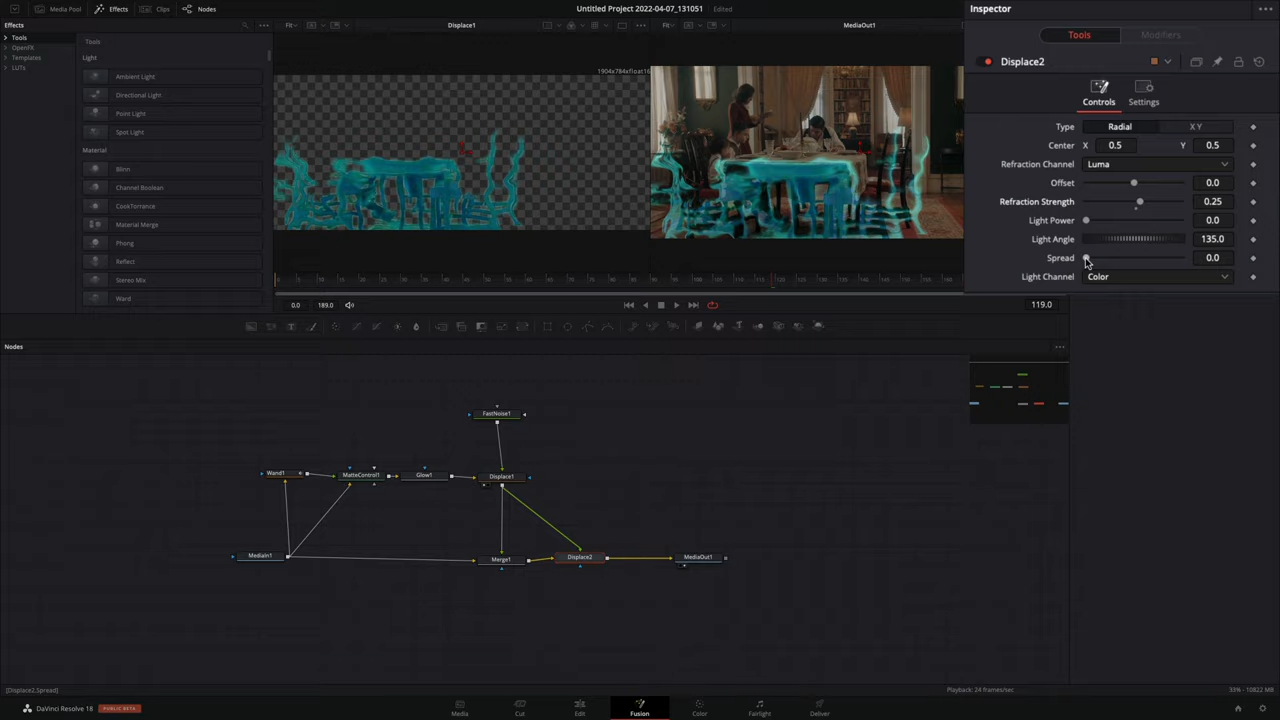 Media Pool
Effects
Clips
Nodes
Untitled Project 2022-04-07_131051
Edited
Inspector
Effects
Fit
Displace1
Fit
MediaOut1
Tools
Modifiers
Tools
OpenFX
Templates
LUTs
Tools
Light
Ambient Light
Directional Light
Point Light
Spot Light
Material
Blinn
Channel Boolean
CookTorrance
Material Merge
Phong
Reflect
Stereo Mix
Ward
1904x784xfloat16
Displace2
Controls
Settings
Type Radial X Y
Center X 0.5 Y 0.5
Refraction Channel Luma
Offset 0.0
Refraction Strength 0.25
Light Power 0.0
Light Angle 135.0
Spread 0.0
Light Channel Color
0.0 189.0
119.0
Nodes
FastNoise1
Wand1
MatteControl1
Glow1
Displace1
MediaIn1
Merge1
Displace2
MediaOut1
[Displace2.Spread]
Playback: 24 frames/sec
33% - 10822 MB
DaVinci Resolve 18
PUBLIC BETA
Media
Cut
Edit
Fusion
Color
Fairlight
Deliver